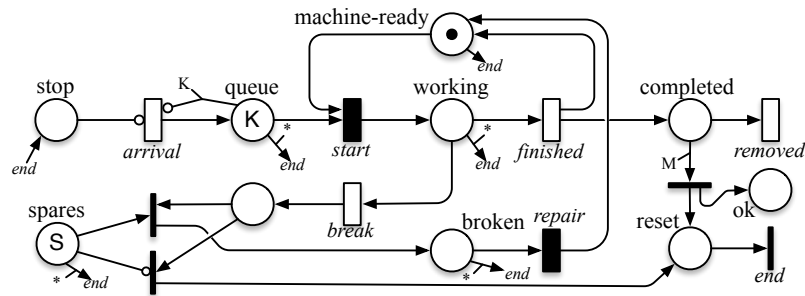 machine-ready
end
stop
K
queue
working
completed
K
*
*
end
arrival
end
start
end
finished
M
removed
spares
S
*
end
break
broken
repair
*
end
reset
ok
end